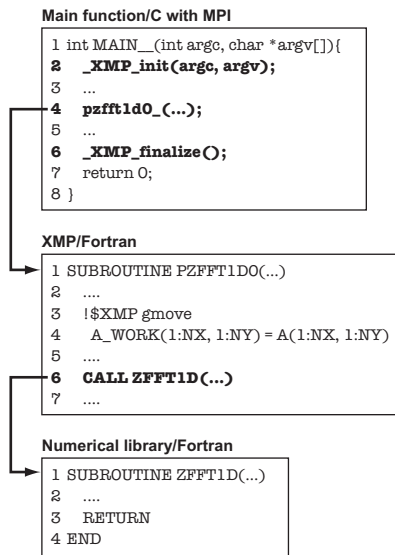 Main function/C with MPI
1 int MAIN__(int argc, char *argv[]){
2 _XMP_init(argc, argv);
3 ...
4 pzfft1d0_(...);
5 ...
6 _XMP_finalize();
7 return 0;
8 }
XMP/Fortran
1 SUBROUTINE PZFFT1D0(...)
2 ....
3 !$XMP gmove
4 A_WORK(1:NX, 1:NY) = A(1:NX, 1:NY)
5 ....
6 CALL ZFFT1D(...)
7 ....
Numerical library/Fortran
1 SUBROUTINE ZFFT1D(...)
2 ....
3 RETURN
4 END